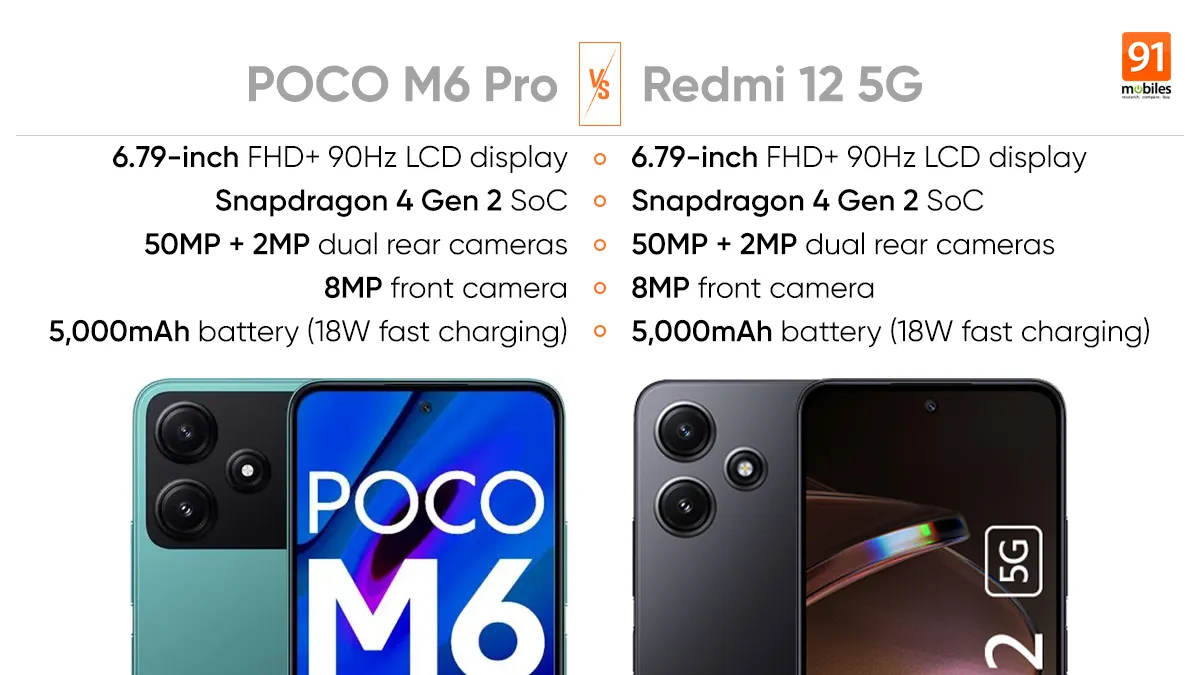 POCO M6 Pro VS Redmi 12 5G
91
mobiles
6.79-inch FHD+ 90Hz LCD display
6.79-inch FHD+ 90Hz LCD display
Snapdragon 4 Gen 2 SoC
Snapdragon 4 Gen 2 SoC
50MP + 2MP dual rear cameras
50MP + 2MP dual rear cameras
8MP front camera
8MP front camera
5,000mAh battery (18W fast charging)
5,000mAh battery (18W fast charging)
POCO
M6
5G
2